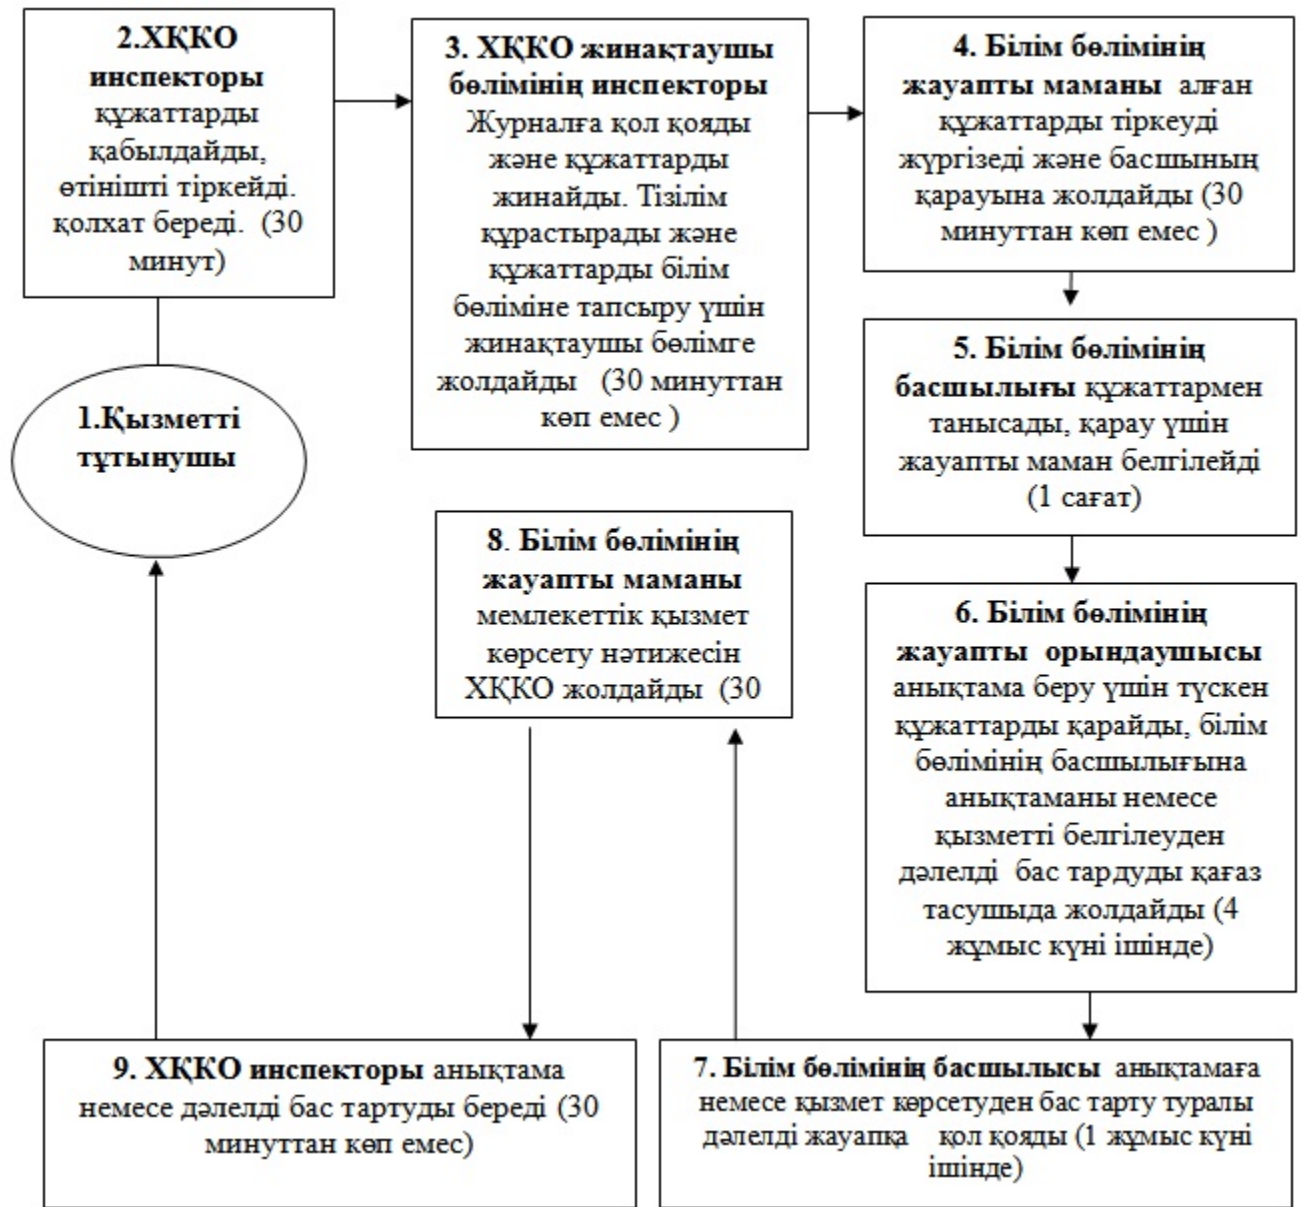 1.Қызметті
тұтынушы
2.ХҚКО
инспекторы
құжаттарды
қабылдайды,
өтінішті тіркейді.
қолхат береді. (30
минут)
3. ХҚКО жинақтаушы
бөлімінің инспекторы
Журналға қол қояды
және құжаттарды
жинайды. Тізілім
құрастырады және
құжаттарды білім
бөліміне тапсыру үшін
жинақтаушы бөлімге
жолдайды (30 минуттан
көп емес )
4. Білім бөлімінің
жауапты маманы алған
құжаттарды тіркеуді
жүргізеді және басшының
қарауына жолдайды (30
минуттан көп емес )
5. Білім бөлімінің
басшылығы құжаттармен
танысады, қарау үшін
жауапты маман белгілейді
(1 сағат)
6. Білім бөлімінің
жауапты орындаушысы
анықтама беру үшін түскен
құжаттарды қарайды, білім
бөлімінің басшылығына
анықтаманы немесе
қызметті белгілеуден
дәлелді бас тардуды қағаз
тасушыда жолдайды (4
жұмыс күні ішінде)
7. Білім бөлімінің басшылысы анықтамаға
немесе қызмет көрсетуден бас тарту туралы
дәлелді жауапқа қол қояды (1 жұмыс күні
ішінде)
8. Білім бөлімінің
жауапты маманы
мемлекеттік қызмет
көрсету нәтижесін
ХҚКО жолдайды (30
9. ХҚКО инспекторы анықтама
немесе дәлелді бас тартуды береді (30
минуттан көп емес)